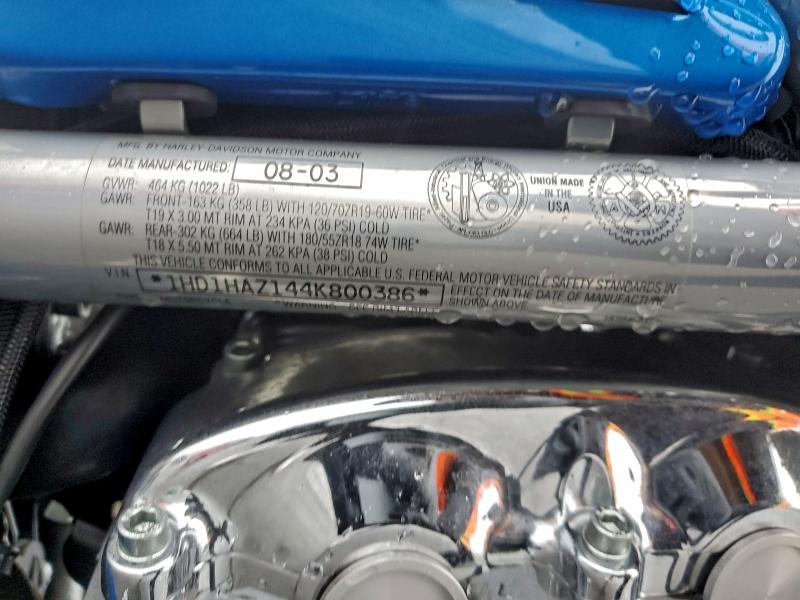 MFG. BY HARLEY-DAVIDSON MOTOR COMPANY
DATE MANUFACTURED: 08-03
GVWR: 464 KG (1022 LB)
GAWR: FRONT-163 KG (358 LB) WITH 120/70ZR19-60W TIRE*
T19 X 3.00 MT RIM AT 234 KPA (36 PSI) COLD
GAWR: REAR-302 KG (664 LB) WITH 180/55ZR18 74W TIRE*
T18 X 5.50 MT RIM AT 262 KPA (38 PSI) COLD
THIS VEHICLE CONFORMS TO ALL APPLICABLE U.S. FEDERAL MOTOR VEHICLE SAFETY STANDARDS IN
EFFECT ON THE DATE OF MANUFACTURE
SHOWN ABOVE
VIN *1HD1HAZ144K800386*
MOTORCYCLE
*WARNING
UNION MADE
IN THE
USA